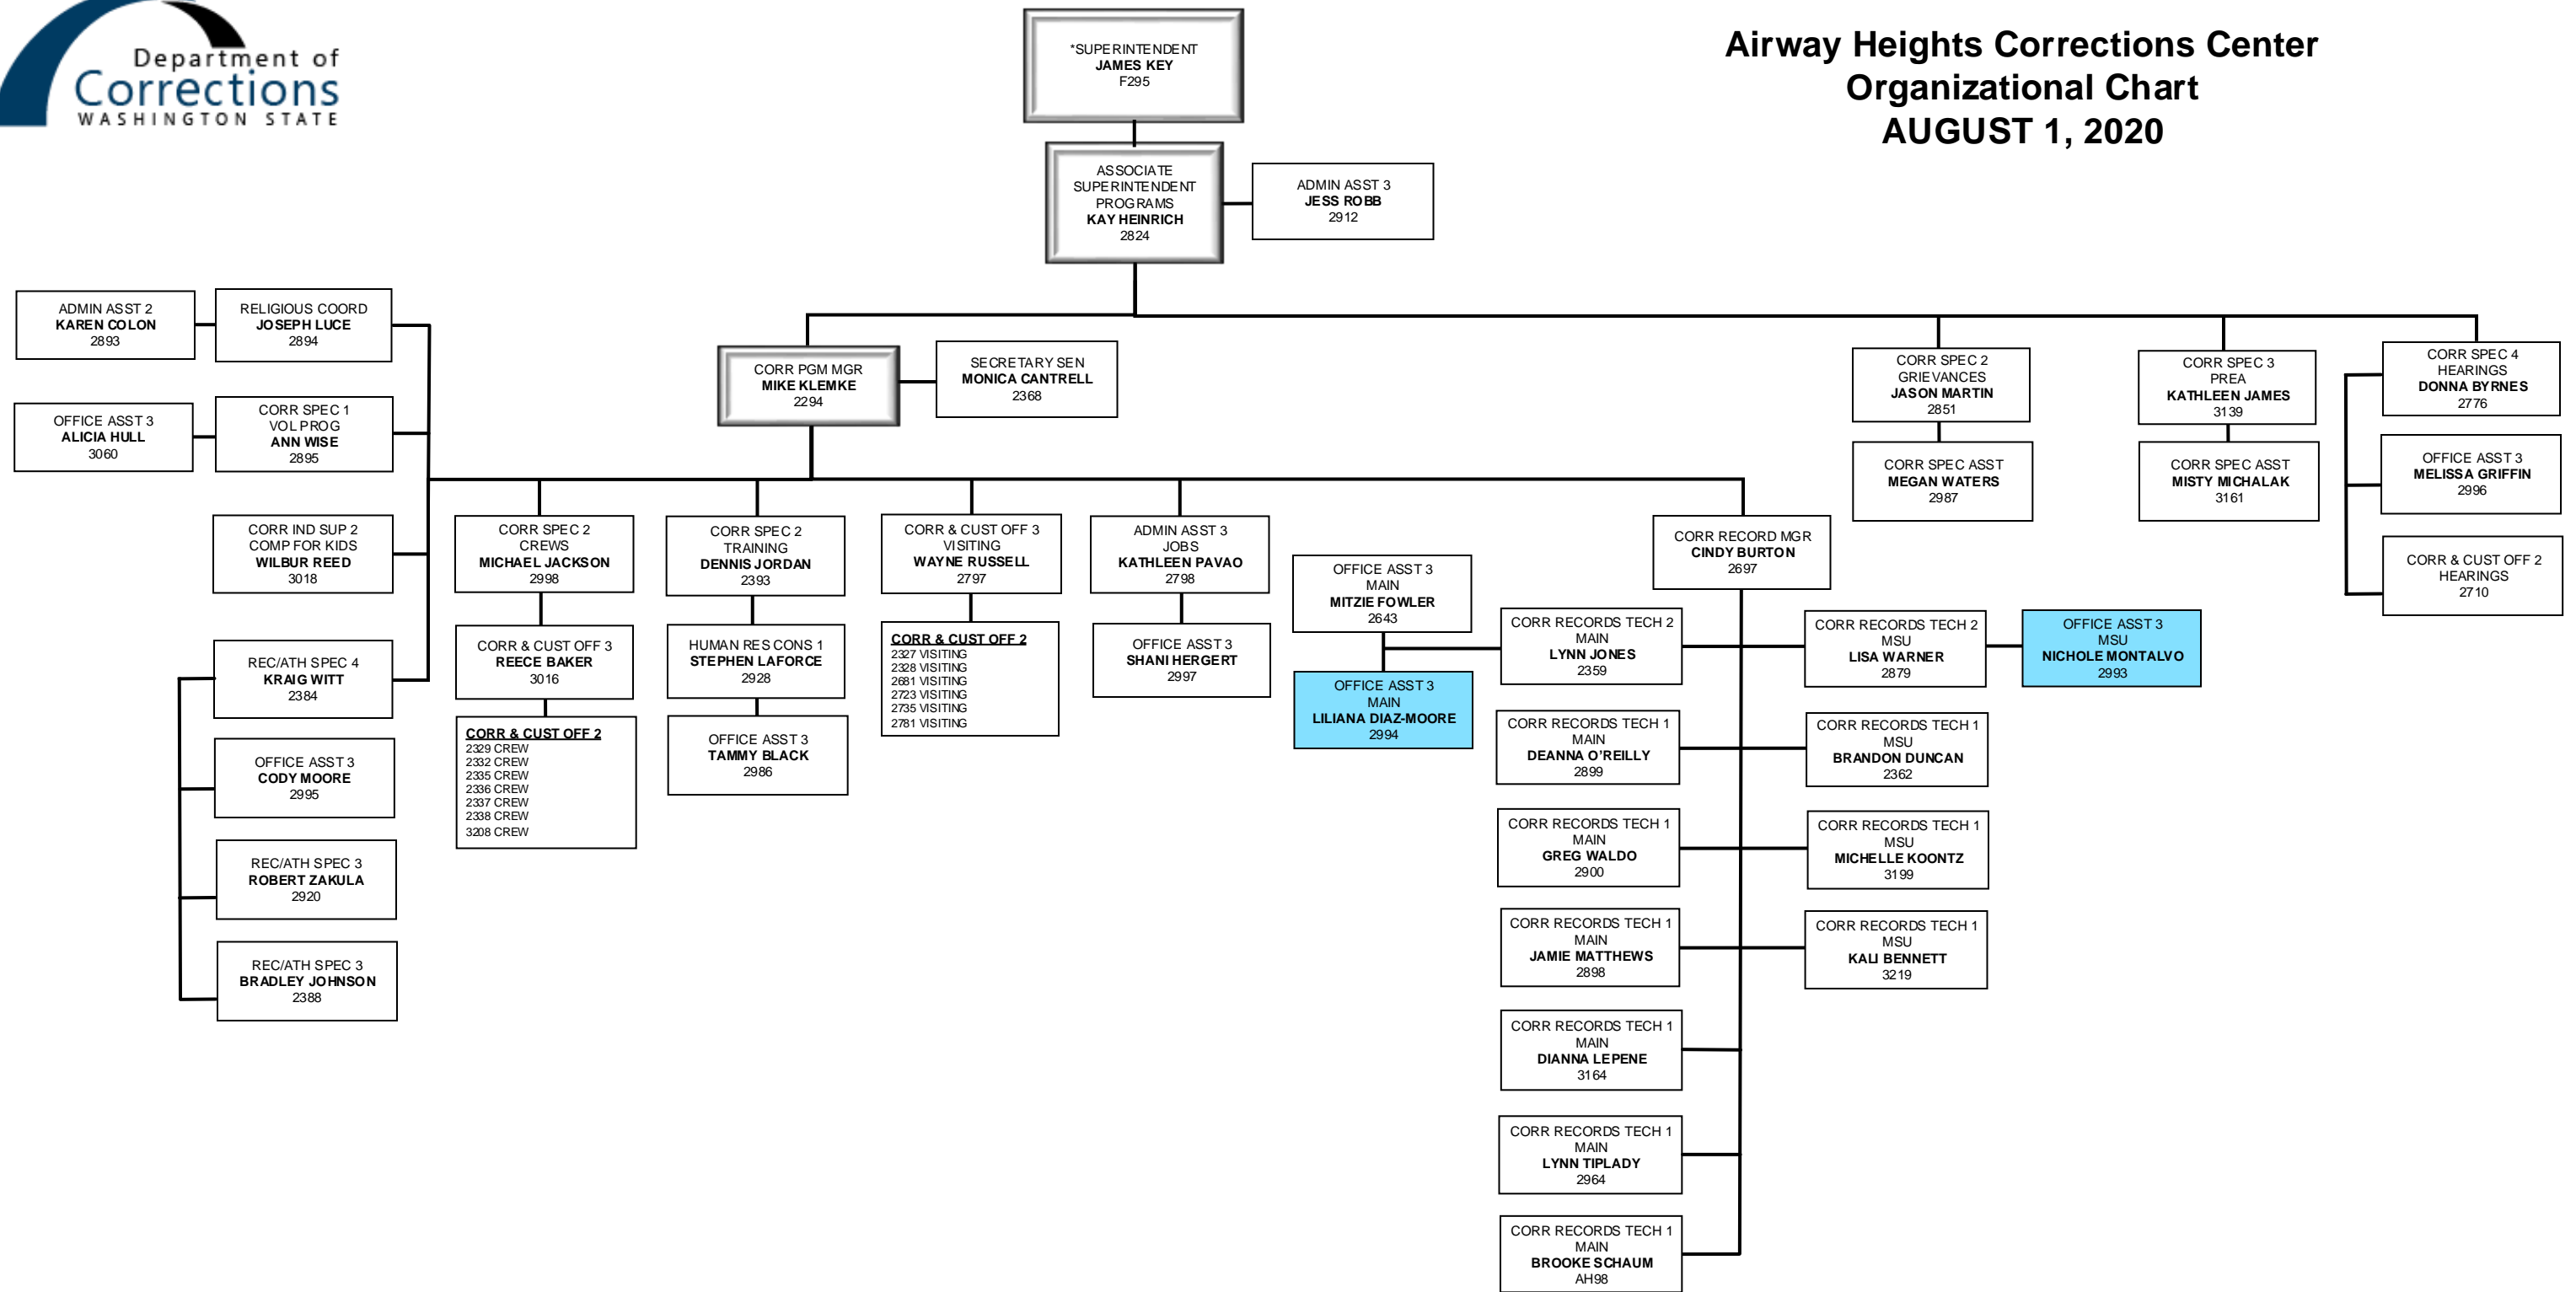 Department of
Corrections
WASHINGTON STATE
Airway Heights Corrections Center
Organizational Chart
AUGUST 1, 2020
*SUPERINTENDENT
JAMES KEY
F295
ASSOCIATE
SUPERINTENDENT
PROGRAMS
KAY HEINRICH
2824
ADMIN ASST 3
JESS ROBB
2912
ADMIN ASST 2
KAREN COLON
2893
RELIGIOUS COORD
JOSEPH LUCE
2894
CORR PGM MGR
MIKE KLEMKE
2294
SECRETARY SEN
MONICA CANTRELL
2368
CORR SPEC 2
GRIEVANCES
JASON MARTIN
2851
CORR SPEC 3
PREA
KATHLEEN JAMES
3139
CORR SPEC 4
HEARINGS
DONNA BYRNES
2776
OFFICE ASST 3
ALICIA HULL
3060
CORR SPEC 1
VOL PROG
ANN WISE
2895
CORR SPEC ASST
MEGAN WATERS
2987
CORR SPEC ASST
MISTY MICHALAK
3161
OFFICE ASST 3
MELISSA GRIFFIN
2996
CORR & CUST OFF 2
HEARINGS
2710
CORR IND SUP 2
COMP FOR KIDS
WILBUR REED
3018
CORR SPEC 2
CREWS
MICHAEL JACKSON
2998
CORR SPEC 2
TRAINING
DENNIS JORDAN
2393
CORR & CUST OFF 3
VISITING
WAYNE RUSSELL
2797
ADMIN ASST 3
JOBS
KATHLEEN PAVAO
2798
CORR RECORD MGR
CINDY BURTON
2697
REC/ATH SPEC 4
KRAIG WITT
2384
OFFICE ASST 3
CODY MOORE
2995
REC/ATH SPEC 3
ROBERT ZAKULA
2920
REC/ATH SPEC 3
BRADLEY JOHNSON
2388
CORR & CUST OFF 3
REECE BAKER
3016
CORR & CUST OFF 2
2329 CREW
2332 CREW
2335 CREW
2336 CREW
2337 CREW
2338 CREW
3208 CREW
HUMAN RES CONS 1
STEPHEN LAFORCE
2928
OFFICE ASST 3
TAMMY BLACK
2986
CORR & CUST OFF 2
2327 VISITING
2328 VISITING
2681 VISITING
2723 VISITING
2735 VISITING
2781 VISITING
OFFICE ASST 3
SHANI HERGERT
2997
OFFICE ASST 3
MAIN
MITZIE FOWLER
2643
OFFICE ASST 3
MAIN
LILIANA DIAZ-MOORE
2994
CORR RECORDS TECH 2
MAIN
LYNN JONES
2359
CORR RECORDS TECH 2
MSU
LISA WARNER
2879
OFFICE ASST 3
MSU
NICHOLE MONTALVO
2993
CORR RECORDS TECH 1
MAIN
DEANNA O'REILLY
2899
CORR RECORDS TECH 1
MSU
BRANDON DUNCAN
2362
CORR RECORDS TECH 1
MAIN
GREG WALDO
2900
CORR RECORDS TECH 1
MSU
MICHELLE KOONTZ
3199
CORR RECORDS TECH 1
MAIN
JAMIE MATTHEWS
2898
CORR RECORDS TECH 1
MSU
KALI BENNETT
3219
CORR RECORDS TECH 1
MAIN
DIANNA LEPENE
3164
CORR RECORDS TECH 1
MAIN
LYNN TIPLADY
2964
CORR RECORDS TECH 1
MAIN
BROOKE SCHAUM
AH98